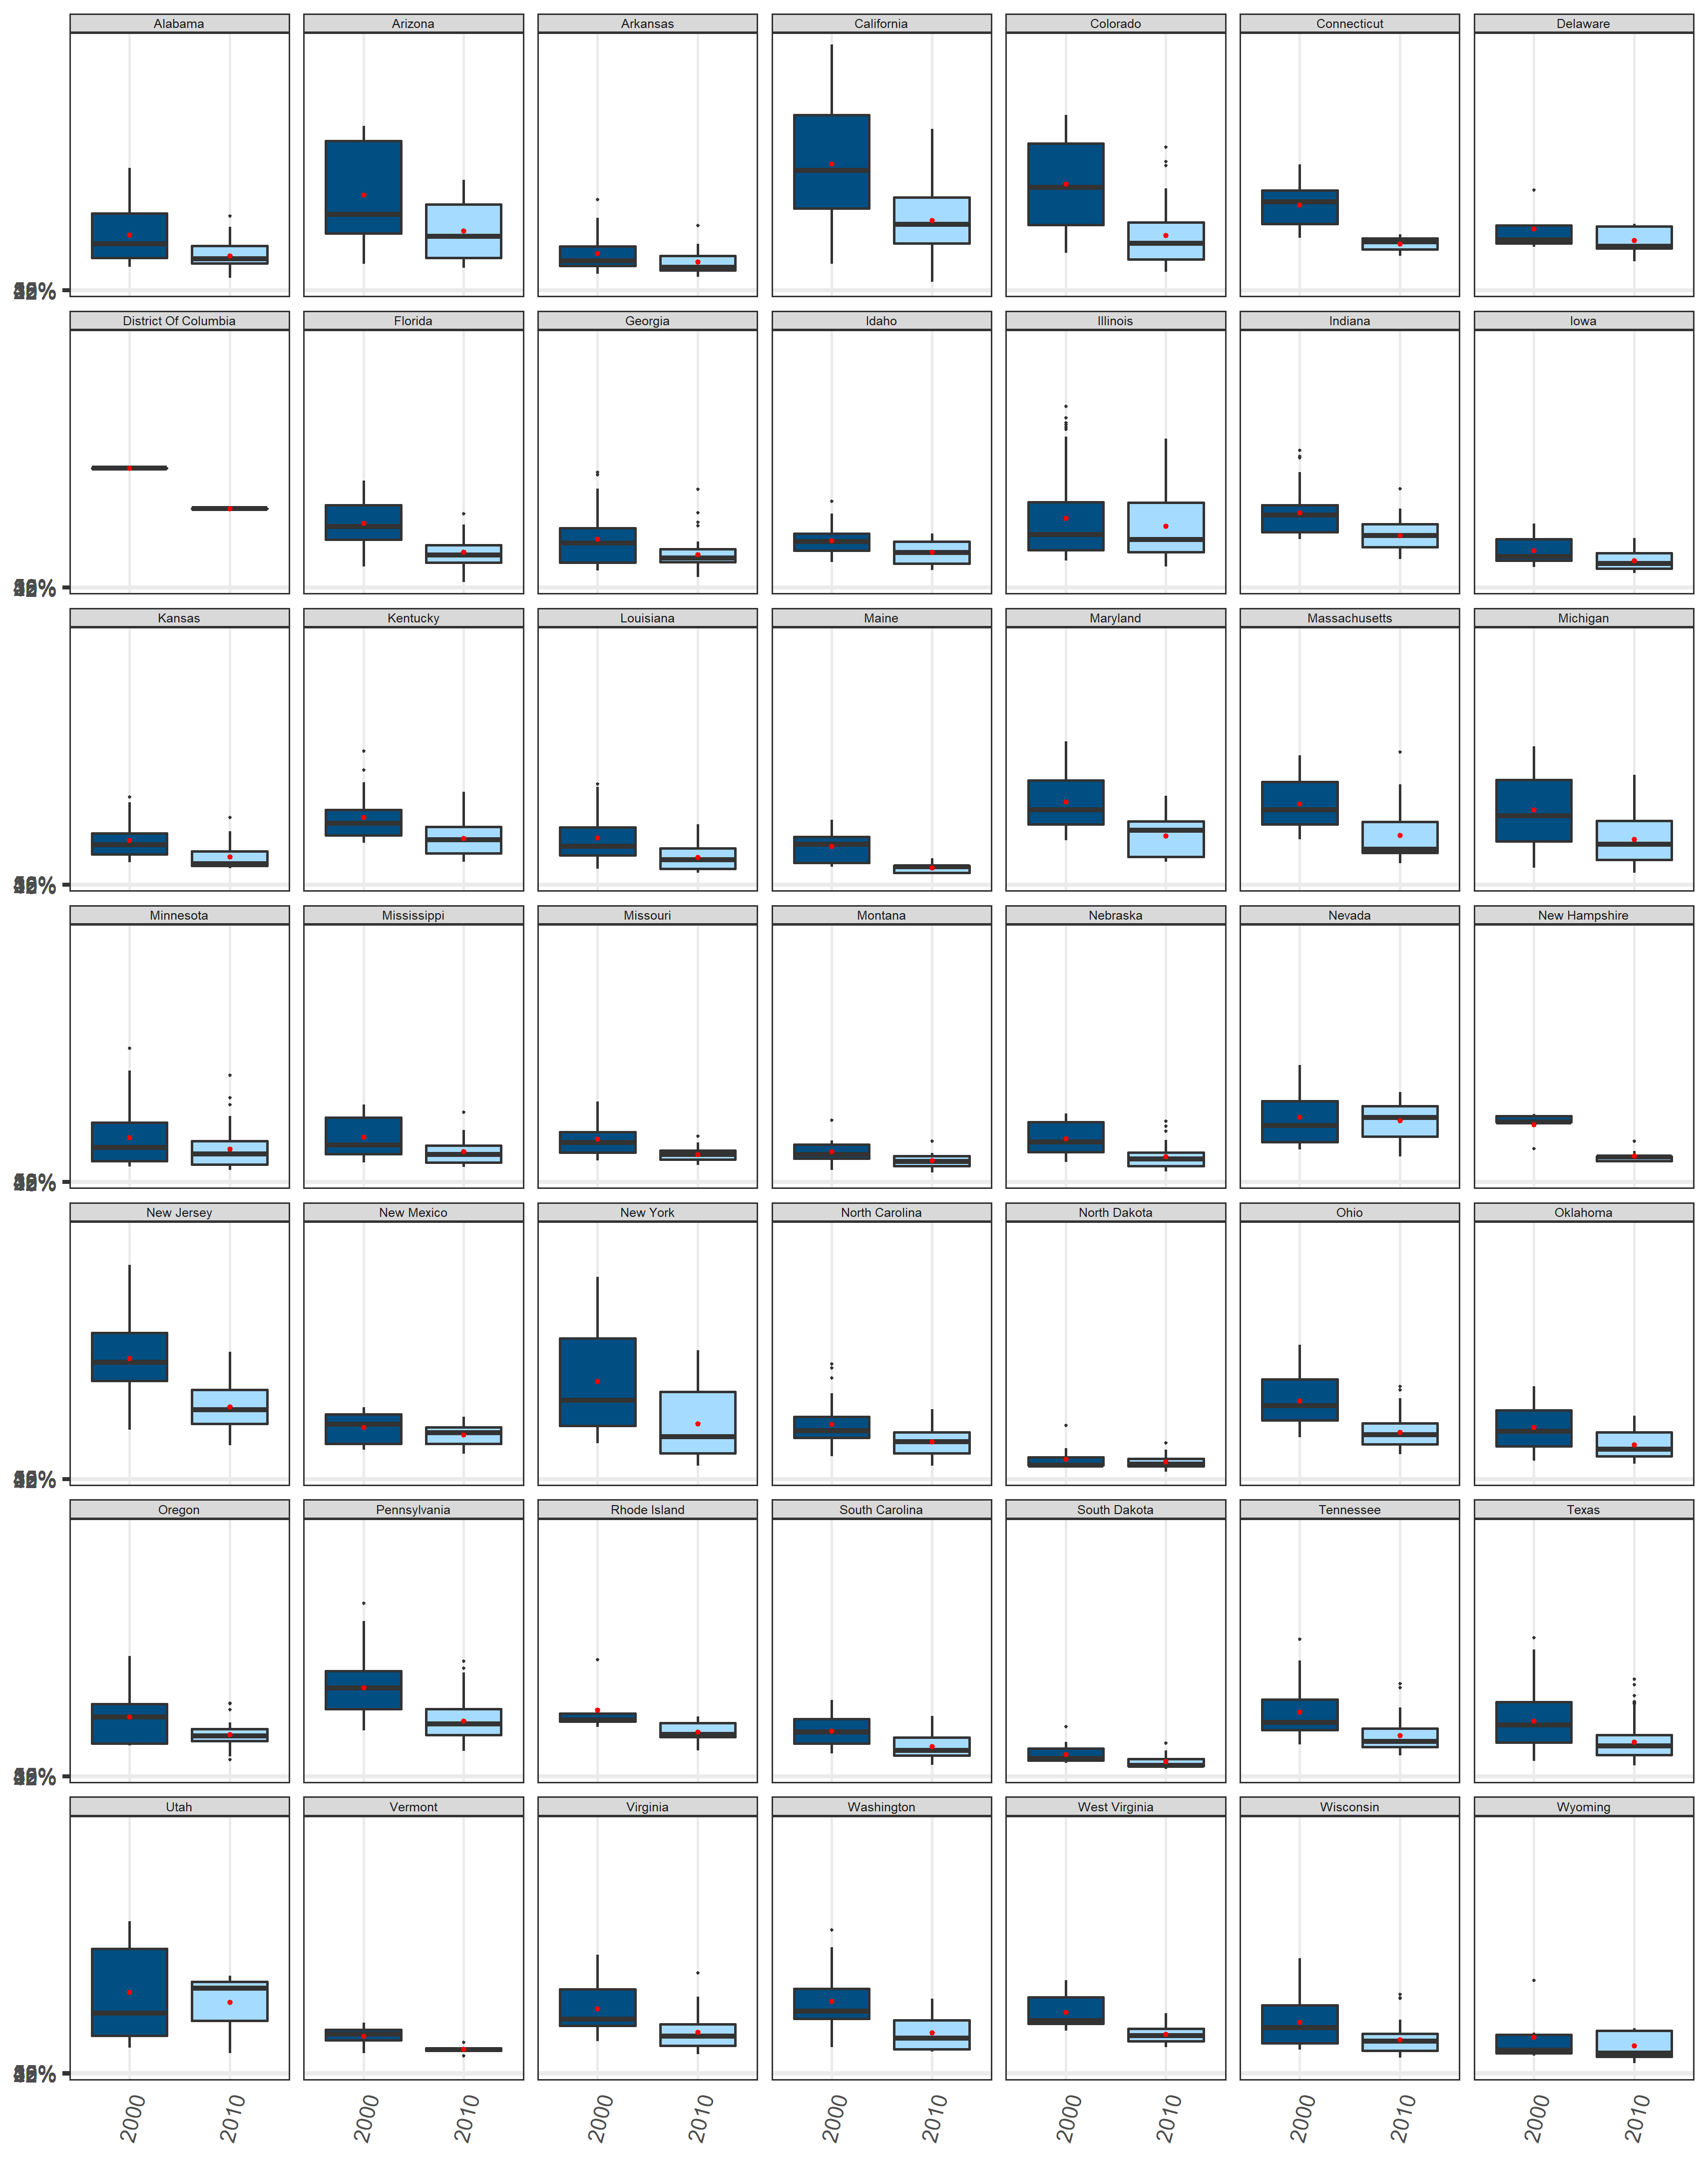 Alabama Arizona Arkansas California Colorado Connecticut Delaware
District Of Columbia Florida Georgia Idaho Illinois Indiana Iowa
Kansas Kentucky Louisiana Maine Maryland Massachusetts Michigan
Minnesota Mississippi Missouri Montana Nebraska Nevada New Hampshire
New Jersey New Mexico New York North Carolina North Dakota Ohio Oklahoma
Oregon Pennsylvania Rhode Island South Carolina South Dakota Tennessee Texas
Utah Vermont Virginia Washington West Virginia Wisconsin Wyoming
2000 2010 2000 2010 2000 2010 2000 2010 2000 2010 2000 2010 2000 2010